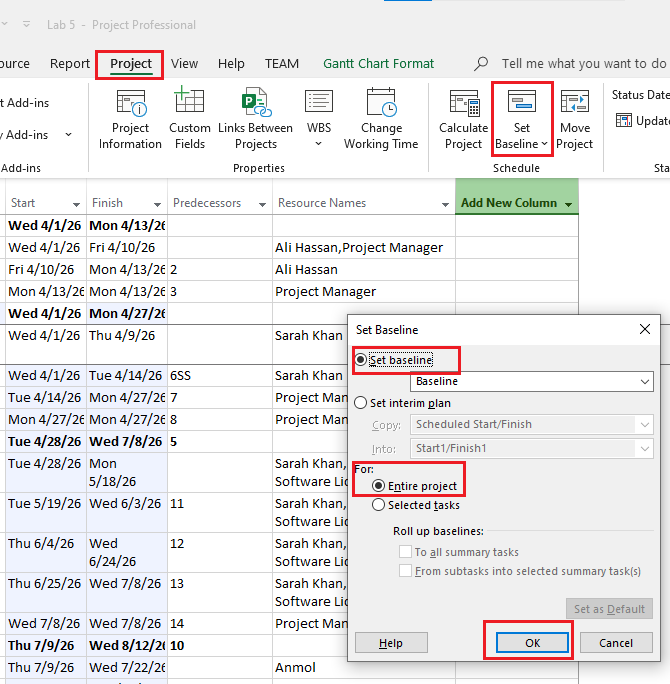 Lab 5 - Project Professional
ource Report Project View Help TEAM Gantt Chart Format Tell me what you want to do
t Add-ins
y Add-ins
Add-ins
Project Information
Custom Fields
Links Between Projects
WBS
Change Working Time
Properties
Calculate Project
Set Baseline
Move Project
Schedule
Status Date
Update
Sta
Start Finish Predecessors Resource Names Add New Column
Wed 4/1/26 Mon 4/13/26
Wed 4/1/26 Fri 4/10/26 Ali Hassan,Project Manager
Fri 4/10/26 Mon 4/13/26 2 Ali Hassan
Mon 4/13/26 Mon 4/13/26 3 Project Manager
Wed 4/1/26 Mon 4/27/26
Wed 4/1/26 Thu 4/9/26 Sarah Khan
Wed 4/1/26 Tue 4/14/26 6SS Sarah Khan
Tue 4/14/26 Mon 4/27/26 7 Project Man
Mon 4/27/26 Mon 4/27/26 8 Project Man
Tue 4/28/26 Wed 7/8/26 5
Tue 4/28/26 Mon Sarah Khan,
5/18/26 Software Lic
Tue 5/19/26 Wed 6/3/26 11 Sarah Khan,
Software Lic
Thu 6/4/26 Wed 12 Sarah Khan,
6/24/26 Software Lic
Thu 6/25/26 Wed 7/8/26 13 Sarah Khan,
Software Lic
Wed 7/8/26 Wed 7/8/26 14 Project Man
Thu 7/9/26 Wed 8/12/26 10
Thu 7/9/26 Wed 7/22/26 Anmol
Set Baseline
Set baseline
Baseline
Set interim plan
Copy: Scheduled Start/Finish
Into: Start1/Finish1
For:
Entire project
Selected tasks
Roll up baselines:
To all summary tasks
From subtasks into selected summary task(s)
Set as Default
Help OK Cancel